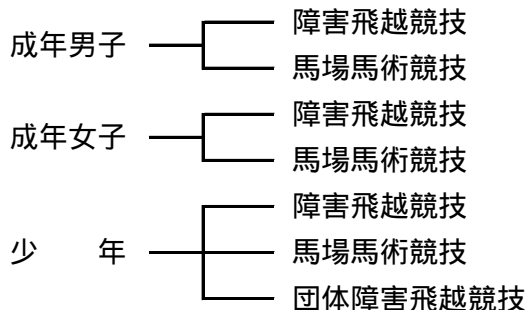 成年男子
障害飛越競技
馬場馬術競技
成年女子
障害飛越競技
馬場馬術競技
少　年
障害飛越競技
馬場馬術競技
団体障害飛越競技